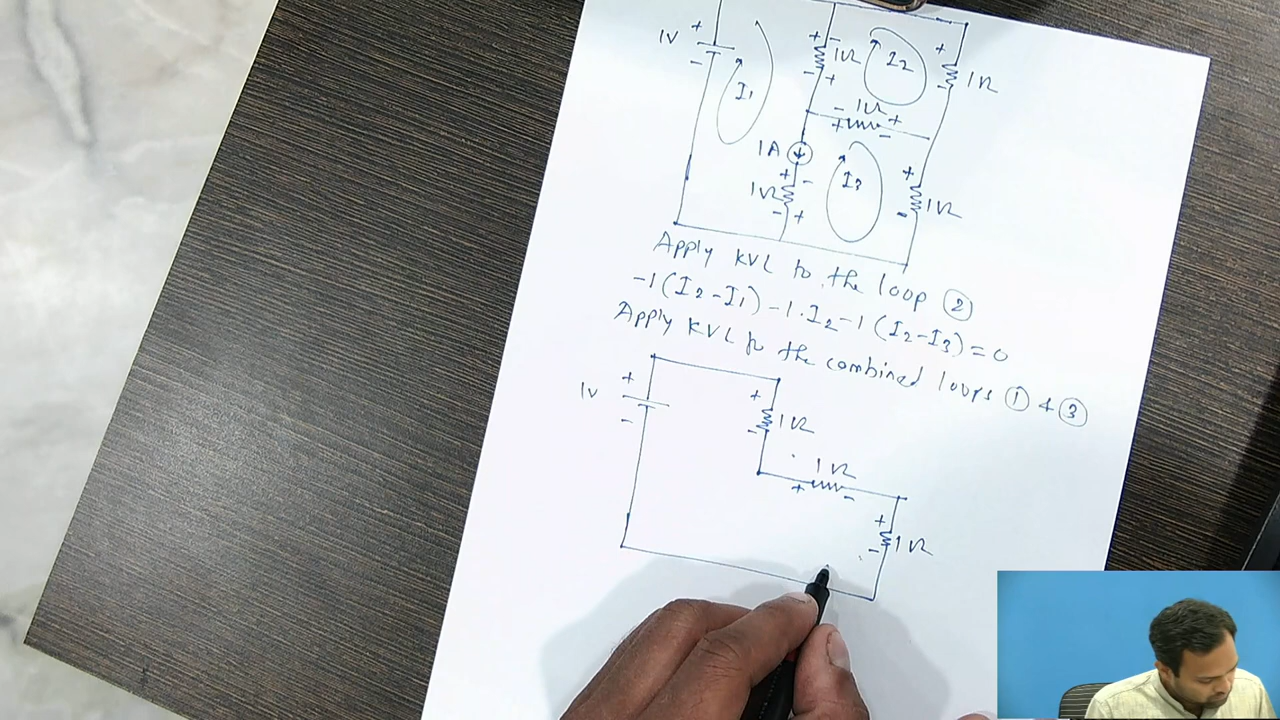 1V + - + - 1Ω - + I2 + - 1Ω
I1 - 1Ω + + -
1A + - I3 + 1Ω
1Ω - +
Apply KVL to the loop ②
-1(I2-I1)-1.I2-1(I2-I3)=0
Apply KVL to the combined loops ① & ③
1V + - + - 1Ω
1Ω + -
+ - 1Ω